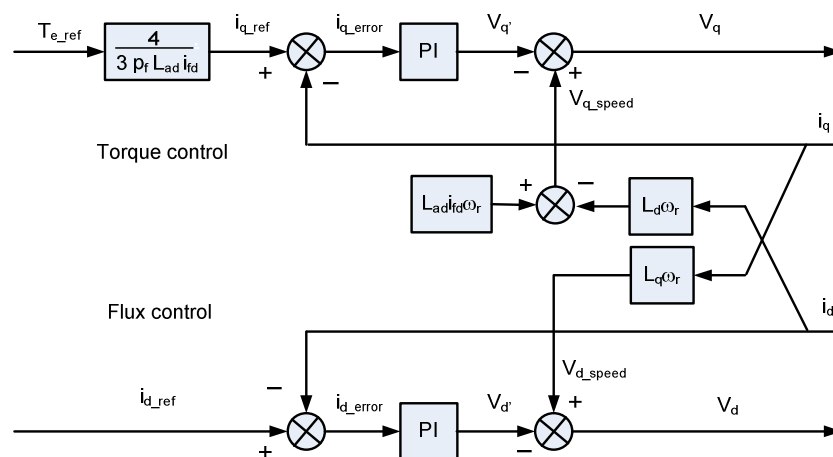 T_e_ref
4
3 p_f L_ad i_fd
i_q_ref
+
−
i_q_error
PI
V_q'
−
+
V_q
V_q_speed
i_q
Torque control
L_ad i_fd ω_r
+
−
L_d ω_r
L_q ω_r
Flux control
i_d
V_d_speed
i_d_ref
−
+
i_d_error
PI
V_d'
−
+
V_d